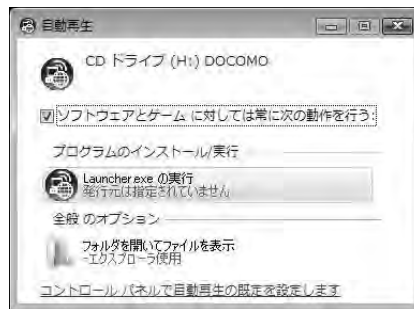 自動再生
CD ドライブ (H:) DOCOMO
ソフトウェアとゲーム に対しては常に次の動作を行う:
プログラムのインストール/実行
Launcher.exe の実行
発行元は指定されていません
全般 のオプション
フォルダを開いてファイルを表示
-エクスプローラ使用
コントロール パネルで自動再生の既定を設定します